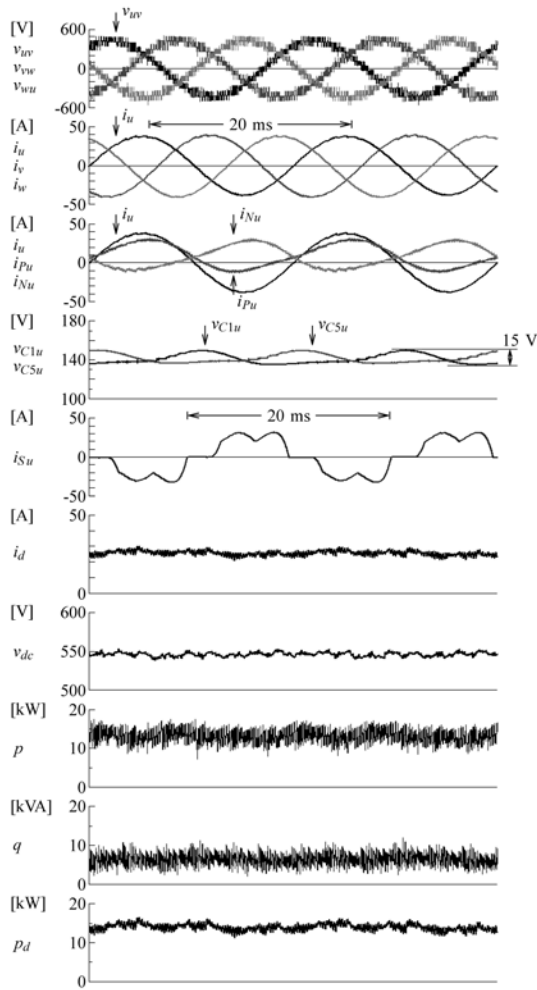 [V]
v_uv
600
v_uv
v_vw
0
v_wu
-600
[A]
50
i_u
20 ms
i_u
i_v
0
i_w
-50
[A]
50
i_u
i_Nu
i_u
i_Pu
0
i_Nu
i_Pu
-50
[V]
180
v_C1u
v_C5u
15 V
v_C1u
140
v_C5u
100
[A]
50
20 ms
i_Su
0
-50
[A]
50
i_d
0
[V]
600
v_dc
550
500
[kW]
20
p
10
0
[kVA]
20
q
10
0
[kW]
20
p_d
10
0